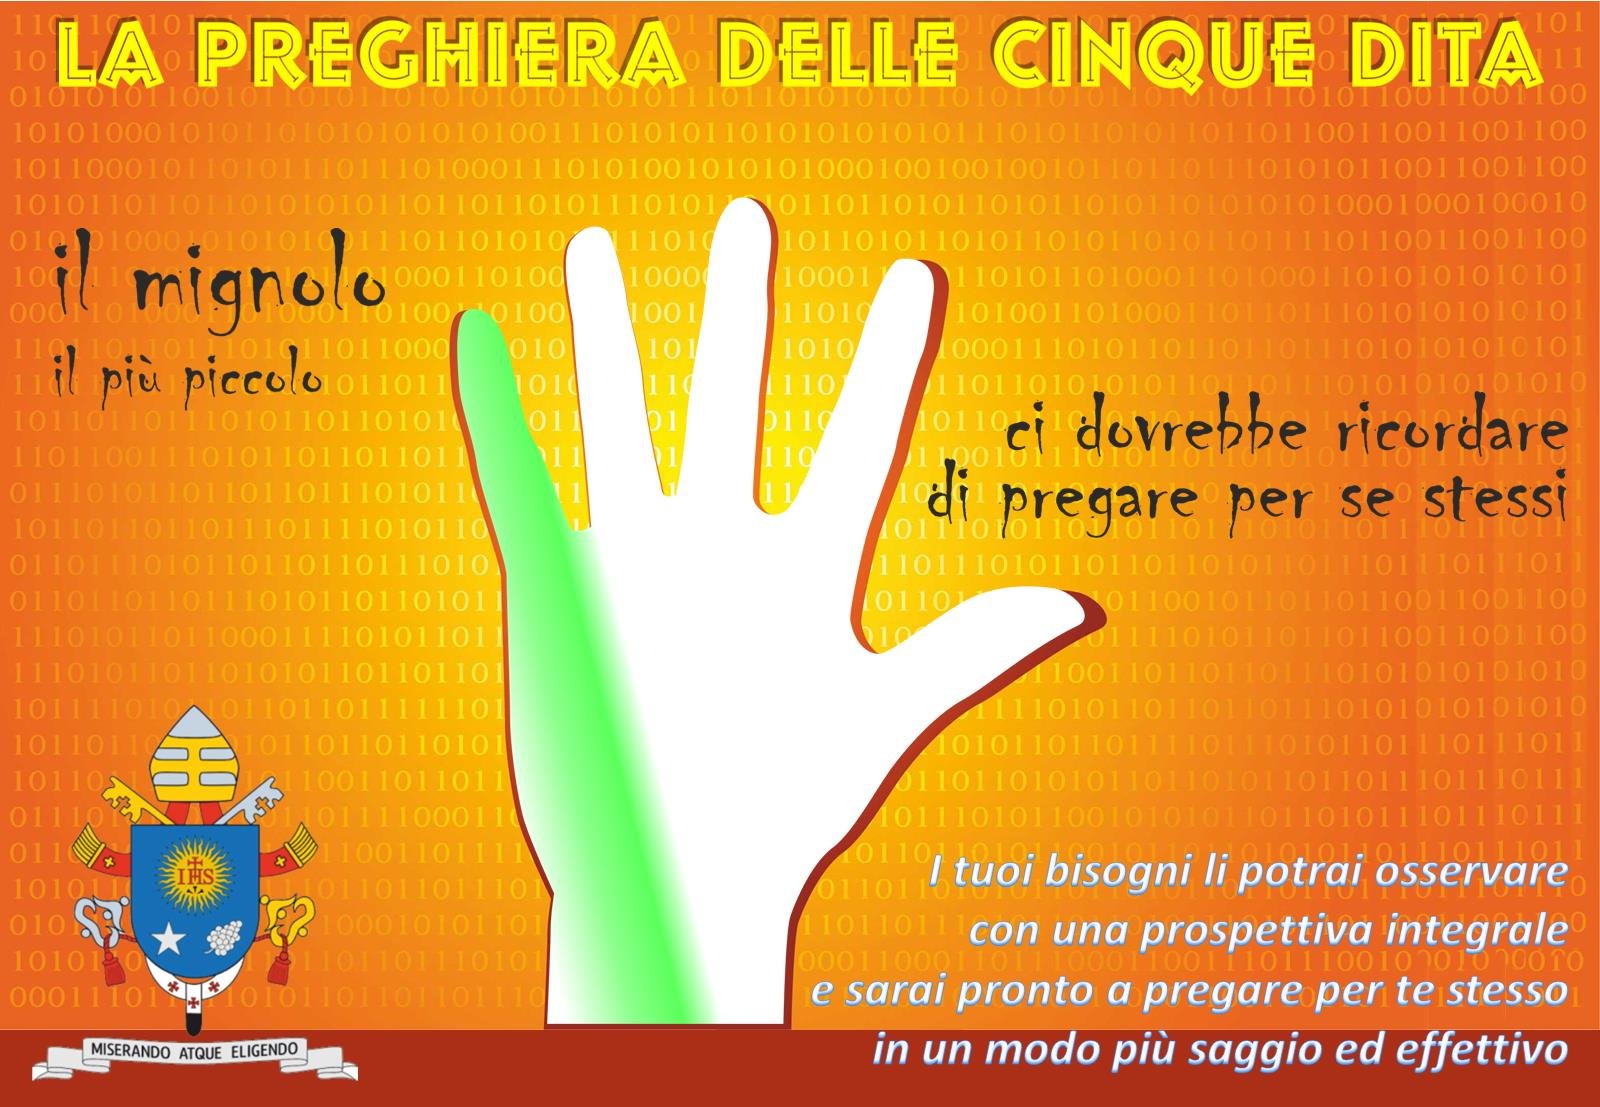 LA PREGHIERA DELLE CINQUE DITA
il mignolo
il più piccolo
ci dovrebbe ricordare
di pregare per se stessi
IHS
I tuoi bisogni li potrai osservare
con una prospettiva integrale
e sarai pronto a pregare per te stesso
in un modo più saggio ed effettivo
MISERANDO ATQUE ELIGENDO